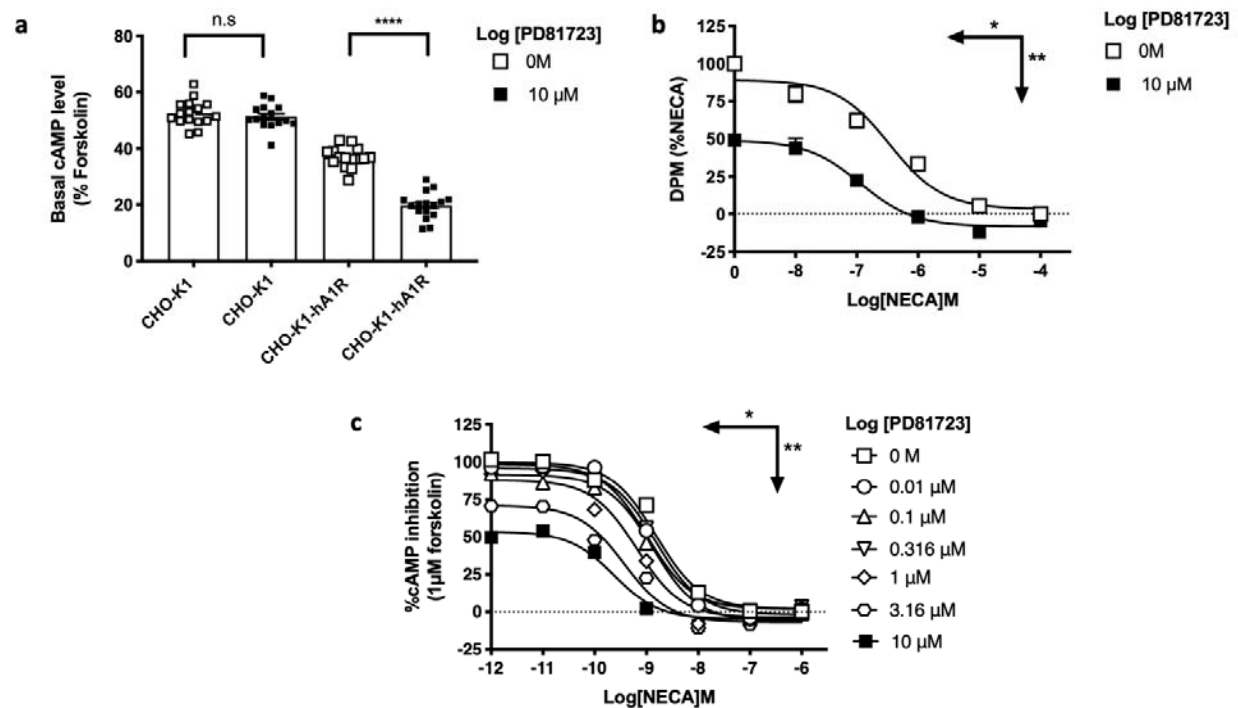 a
n.s
****
Log [PD81723]
0M
10 µM
Basal cAMP level
(% Forskolin)
80
60
40
20
0
CHO-K1
CHO-K1
CHO-K1-hA1R
CHO-K1-hA1R
b
*
**
Log [PD81723]
0M
10 µM
DPM (%NECA)
125
100
75
50
25
0
-25
0 -8 -7 -6 -5 -4
Log[NECA]M
c
*
**
Log [PD81723]
0 M
0.01 µM
0.1 µM
0.316 µM
1 µM
3.16 µM
10 µM
%cAMP inhibition
(1µM forskolin)
125
100
75
50
25
0
-25
-12 -11 -10 -9 -8 -7 -6
Log[NECA]M